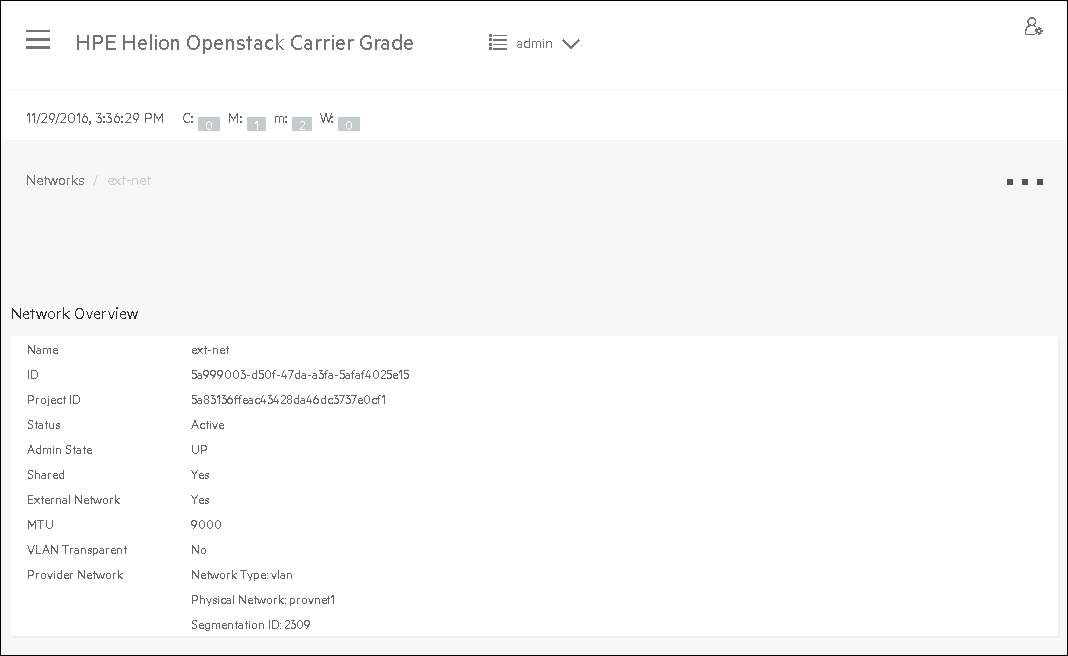 HPE Helion Openstack Carrier Grade admin
11/29/2016, 3:36:29 PM C: 0 M: 1 m: 2 W: 0
Networks / ext-net
Network Overview
Name ext-net
ID 5a999003-d50f-47da-a3fa-5afaf4025e15
Project ID 5a83136ffeac43428da46dc3737e0cf1
Status Active
Admin State UP
Shared Yes
External Network Yes
MTU 9000
VLAN Transparent No
Provider Network Network Type: vlan
Physical Network: provnet1
Segmentation ID: 2309